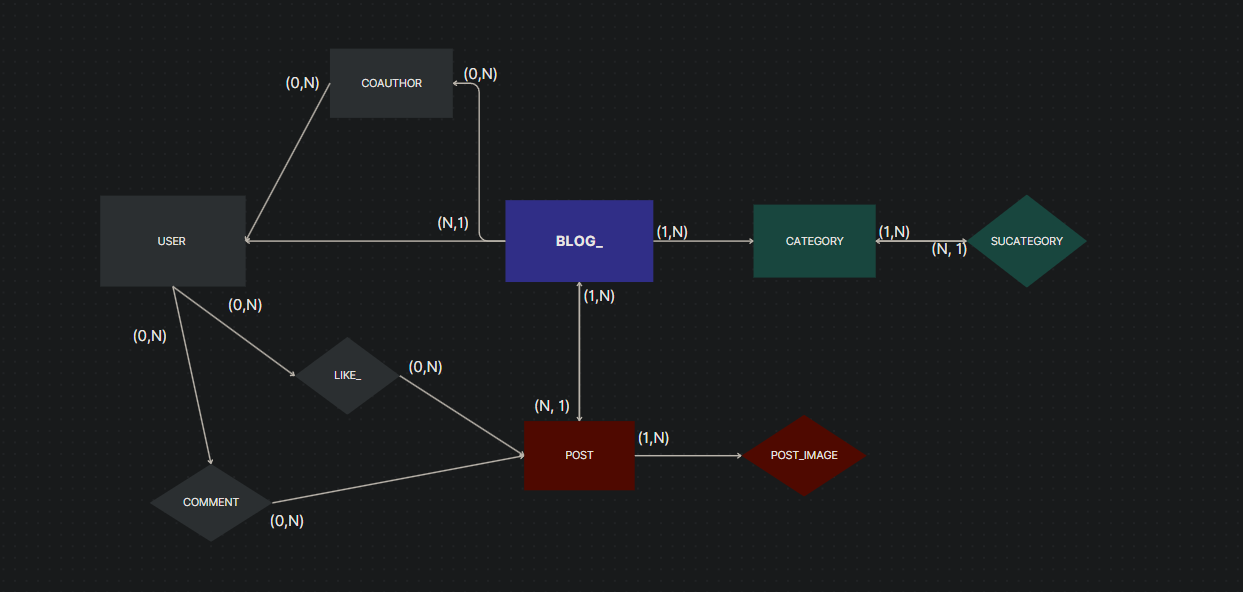 (0,N)
COAUTHOR
(0,N)
(N,1)
USER
BLOG_
(1,N)
CATEGORY
(1,N)
(N, 1)
SUCATEGORY
(0,N)
(0,N)
(1,N)
LIKE_
(0,N)
(N, 1)
POST
(1,N)
POST_IMAGE
COMMENT
(0,N)